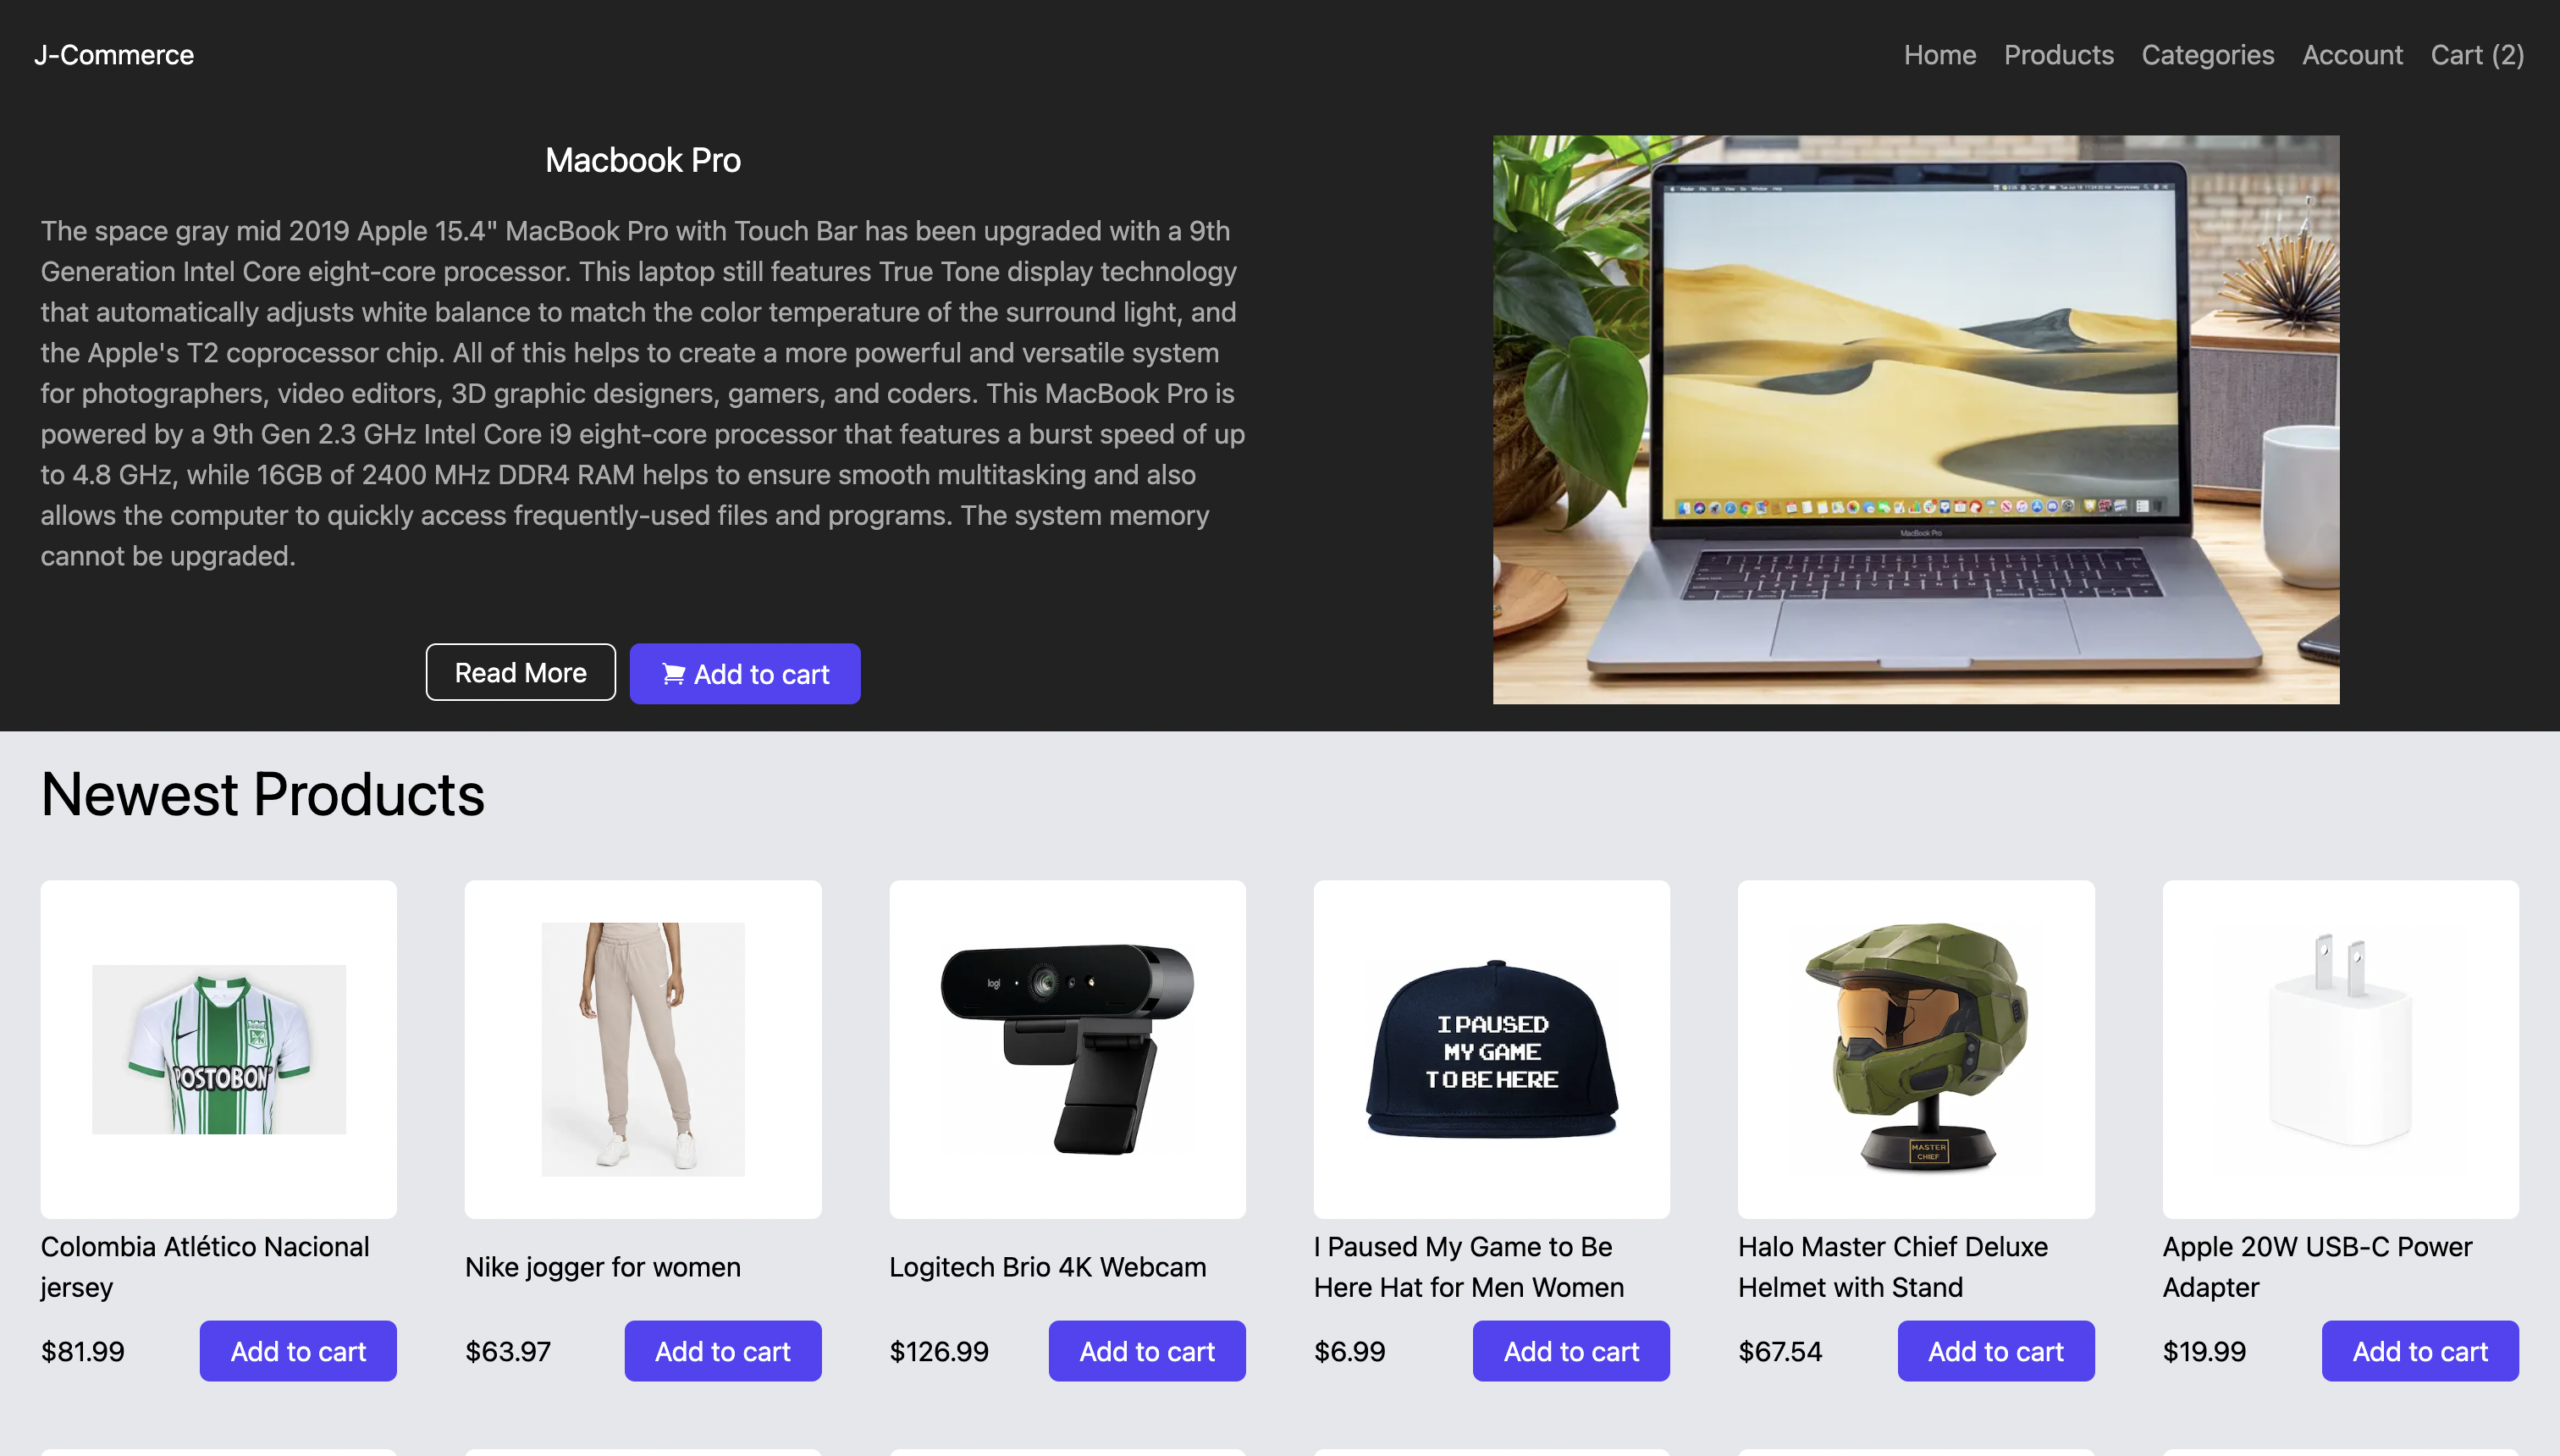 J-Commerce
Home Products Categories Account Cart (2)
Macbook Pro
The space gray mid 2019 Apple 15.4" MacBook Pro with Touch Bar has been upgraded with a 9th
Generation Intel Core eight-core processor. This laptop still features True Tone display technology
that automatically adjusts white balance to match the color temperature of the surround light, and
the Apple's T2 coprocessor chip. All of this helps to create a more powerful and versatile system
for photographers, video editors, 3D graphic designers, gamers, and coders. This MacBook Pro is
powered by a 9th Gen 2.3 GHz Intel Core i9 eight-core processor that features a burst speed of up
to 4.8 GHz, while 16GB of 2400 MHz DDR4 RAM helps to ensure smooth multitasking and also
allows the computer to quickly access frequently-used files and programs. The system memory
cannot be upgraded.
Read More
Add to cart
MacBook Pro
Newest Products
POSTOBON
logi
I PAUSED
MY GAME
TO BE HERE
MASTER
CHIEF
Colombia Atlético Nacional
jersey
$81.99
Add to cart
Nike jogger for women
$63.97
Add to cart
Logitech Brio 4K Webcam
$126.99
Add to cart
I Paused My Game to Be
Here Hat for Men Women
$6.99
Add to cart
Halo Master Chief Deluxe
Helmet with Stand
$67.54
Add to cart
Apple 20W USB-C Power
Adapter
$19.99
Add to cart